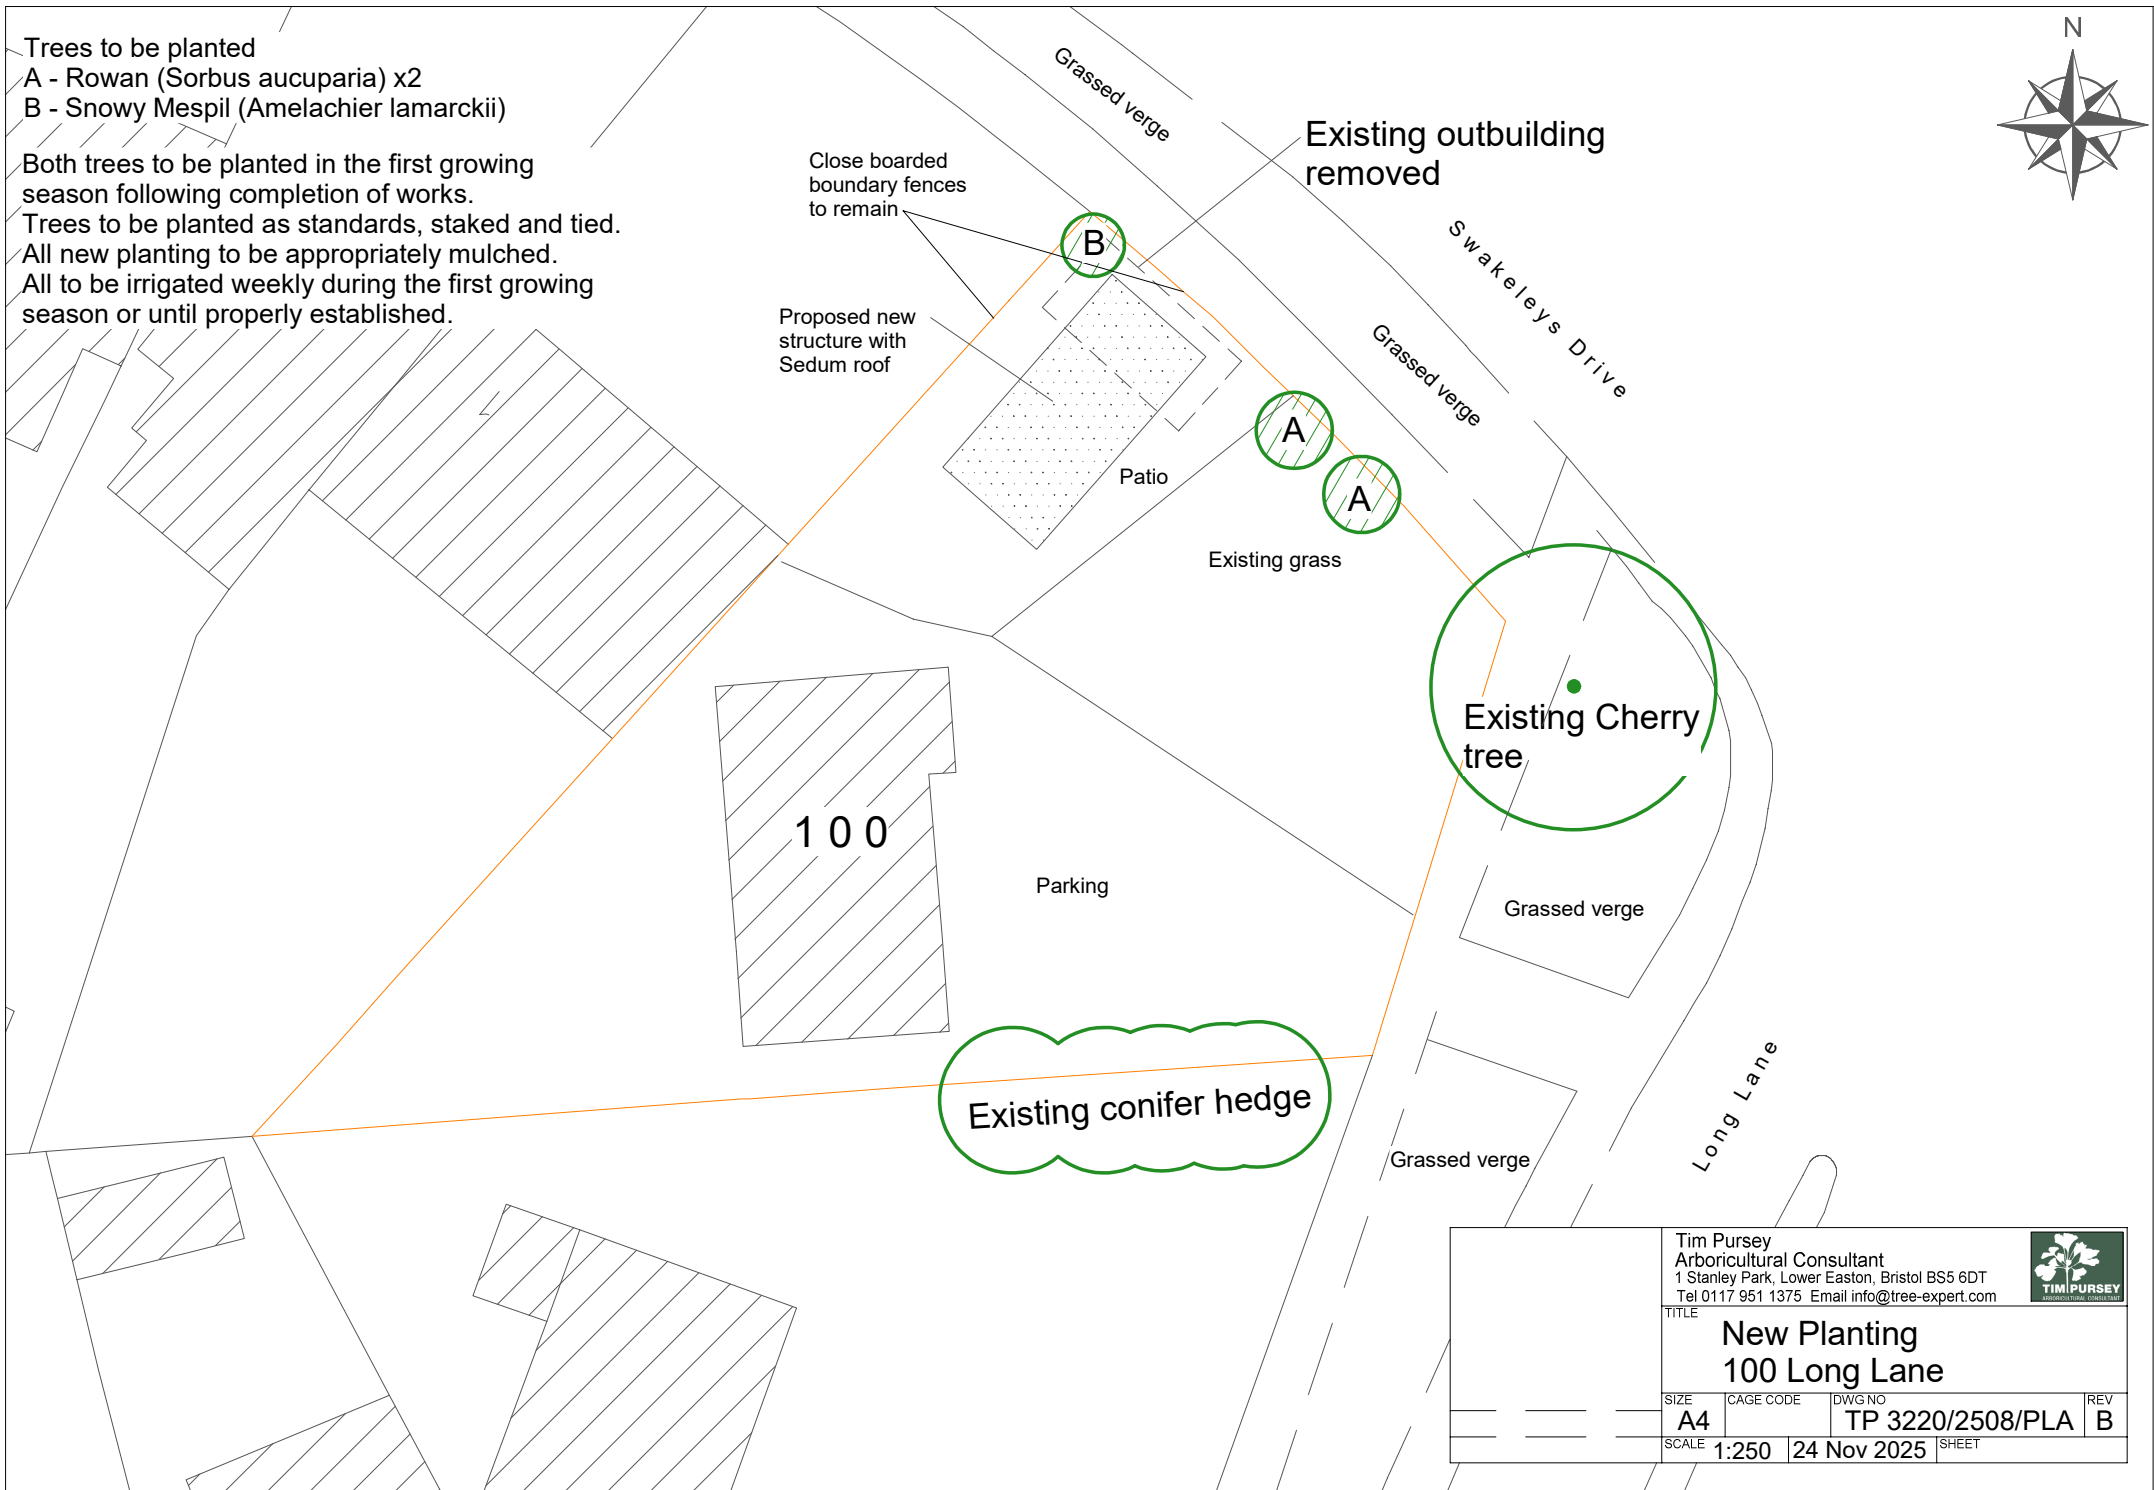 Trees to be planted
A - Rowan (Sorbus aucuparia) x2
B - Snowy Mespil (Amelachier lamarckii)
Both trees to be planted in the first growing
season following completion of works.
Trees to be planted as standards, staked and tied.
All new planting to be appropriately mulched.
All to be irrigated weekly during the first growing
season or until properly established.
N
Grassed verge
Existing outbuilding
removed
Close boarded
boundary fences
to remain
B
Swakeleys Drive
Proposed new
structure with
Sedum roof
Grassed verge
A
A
Patio
Existing grass
Existing Cherry
tree
100
Parking
Grassed verge
Existing conifer hedge
Long Lane
Grassed verge
Tim Pursey
Arboricultural Consultant
1 Stanley Park, Lower Easton, Bristol BS5 6DT
Tel 0117 951 1375 Email info@tree-expert.com
TIM PURSEY
ARBORICULTURAL CONSULTANT
TITLE
New Planting
100 Long Lane
SIZE
A4
CAGE CODE
DWG NO
TP 3220/2508/PLA
REV
B
SCALE
1:250
24 Nov 2025
SHEET